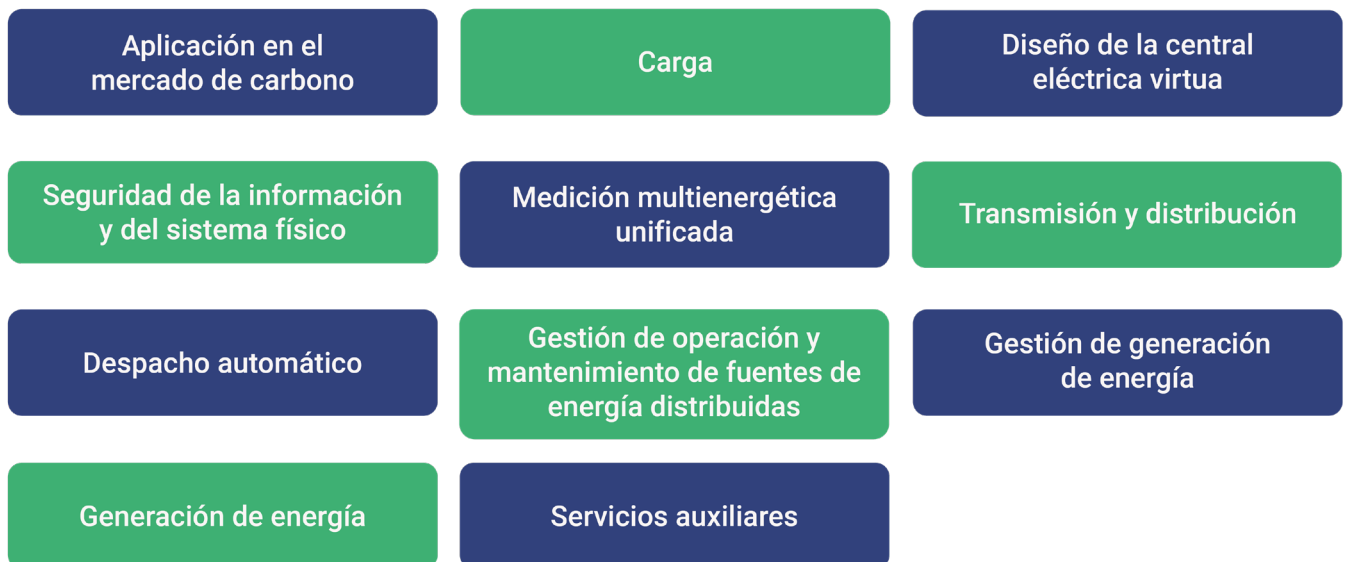 Aplicación en el
mercado de carbono
Carga
Diseño de la central
eléctrica virtua
Seguridad de la información
y del sistema físico
Medición multienergética
unificada
Transmisión y distribución
Despacho automático
Gestión de operación y
mantenimiento de fuentes de
energía distribuidas
Gestión de generación
de energía
Generación de energía
Servicios auxiliares